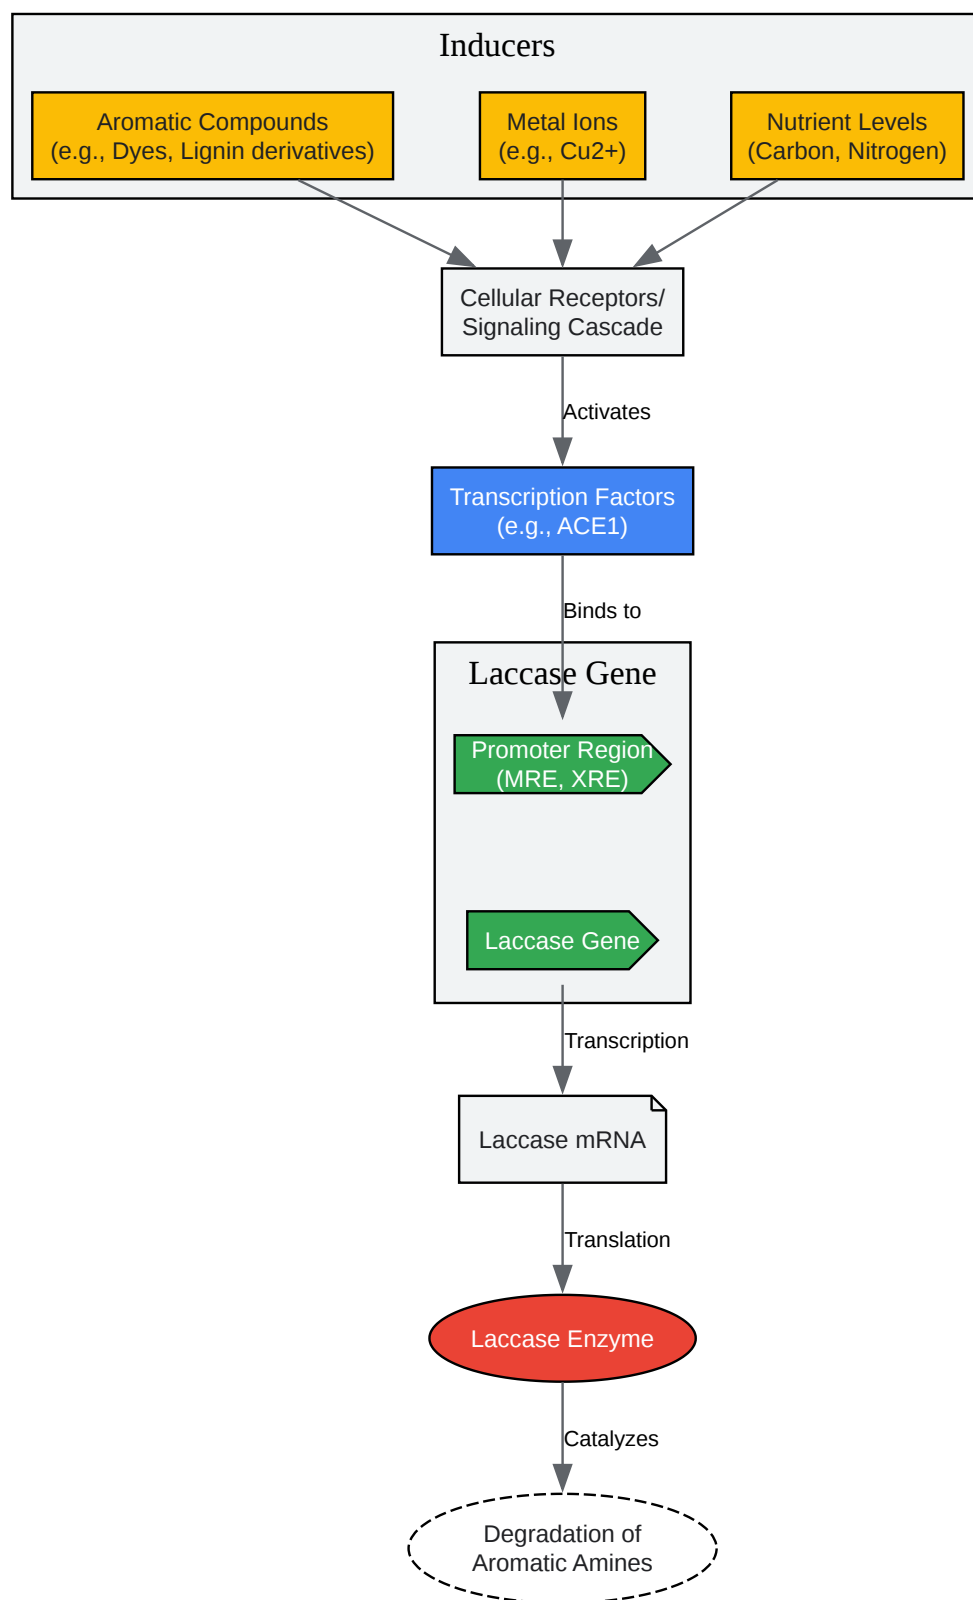 Inducers
Aromatic Compounds
(e.g., Dyes, Lignin derivatives)
Metal Ions
(e.g., Cu2+)
Nutrient Levels
(Carbon, Nitrogen)
Cellular Receptors/
Signaling Cascade
Activates
Transcription Factors
(e.g., ACE1)
Binds to
Laccase Gene
Promoter Region
(MRE, XRE)
Laccase Gene
Transcription
Laccase mRNA
Translation
Laccase Enzyme
Catalyzes
Degradation of
Aromatic Amines